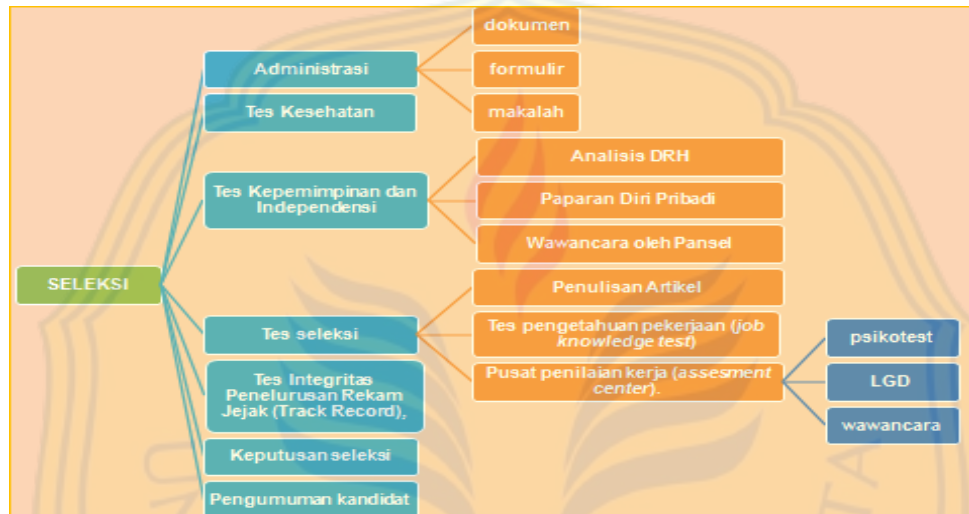 dokumen
Administrasi
formulir
Tes Kesehatan
makalah
Analisis DRH
Tes Kepemimpinan dan
Independensi
Paparan Diri Pribadi
Wawancara oleh Pansel
SELEKSI
Penulisan Artikel
Tes seleksi
Tes pengetahuan pekerjaan (job
knowledge test)
psikotest
Pusat penilaian kerja (assesment
center).
LGD
wawancara
Tes Integritas
Penelurusan Rekam
Jejak (Track Record),
Keputusan seleksi
Pengumuman kandidat